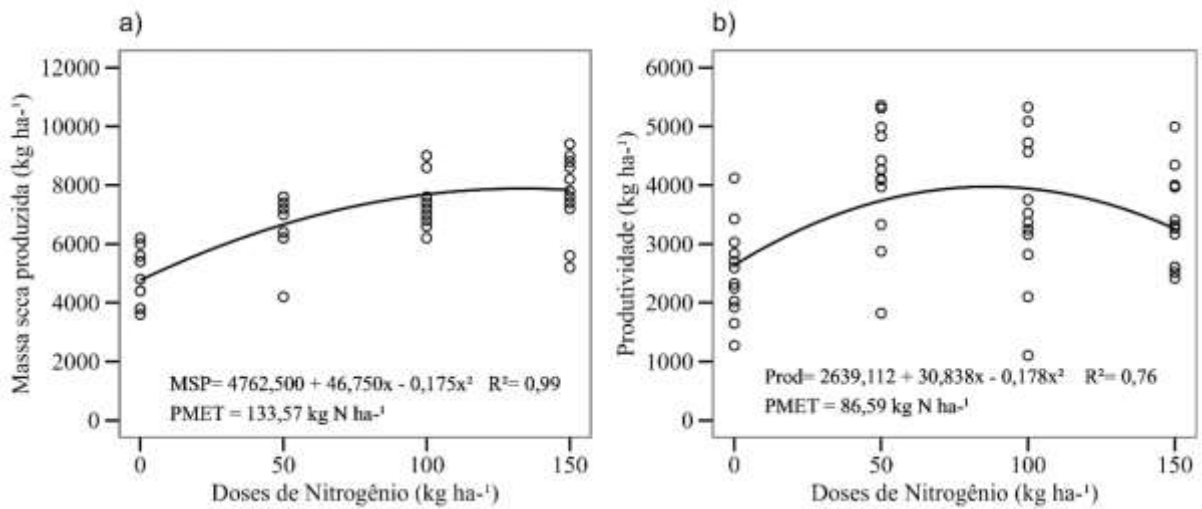 a)
Massa seca produzida (kg ha-¹)
12000
10000
8000
6000
4000
2000
0
MSP= 4762,500 + 46,750x - 0,175x² R²= 0,99
PMET = 133,57 kg N ha-¹
0 50 100 150
Doses de Nitrogênio (kg ha-¹)
b)
Produtividade (kg ha-¹)
6000
5000
4000
3000
2000
1000
0
Prod= 2639,112 + 30,838x - 0,178x² R²= 0,76
PMET = 86,59 kg N ha-¹
0 50 100 150
Doses de Nitrogênio (kg ha-¹)